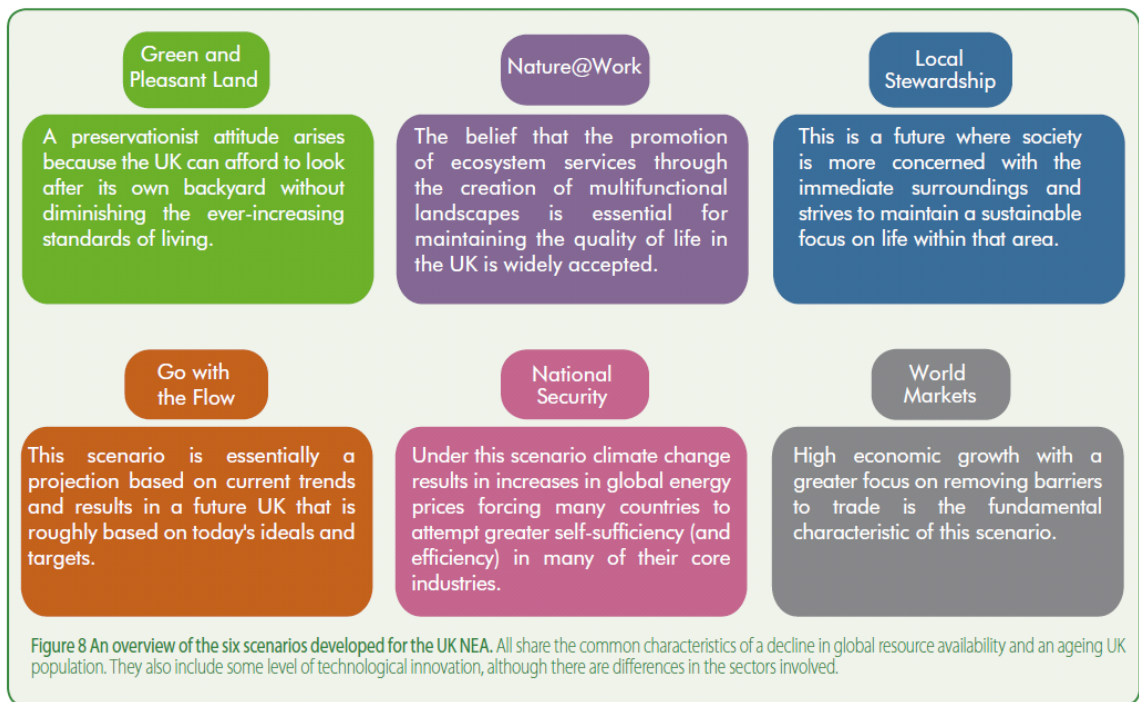 Green and
Pleasant Land
A preservationist attitude arises
because the UK can afford to look
after its own backyard without
diminishing the ever-increasing
standards of living.
Nature@Work
The belief that the promotion
of ecosystem services through
the creation of multifunctional
landscapes is essential for
maintaining the quality of life in
the UK is widely accepted.
Local
Stewardship
This is a future where society
is more concerned with the
immediate surroundings and
strives to maintain a sustainable
focus on life within that area.
Go with
the Flow
This scenario is essentially a
projection based on current trends
and results in a future UK that is
roughly based on today's ideals and
targets.
National
Security
Under this scenario climate change
results in increases in global energy
prices forcing many countries to
attempt greater self-sufficiency (and
efficiency) in many of their core
industries.
World
Markets
High economic growth with a
greater focus on removing barriers
to trade is the fundamental
characteristic of this scenario.
Figure 8 An overview of the six scenarios developed for the UK NEA. All share the common characteristics of a decline in global resource availability and an ageing UK
population. They also include some level of technological innovation, although there are differences in the sectors involved.